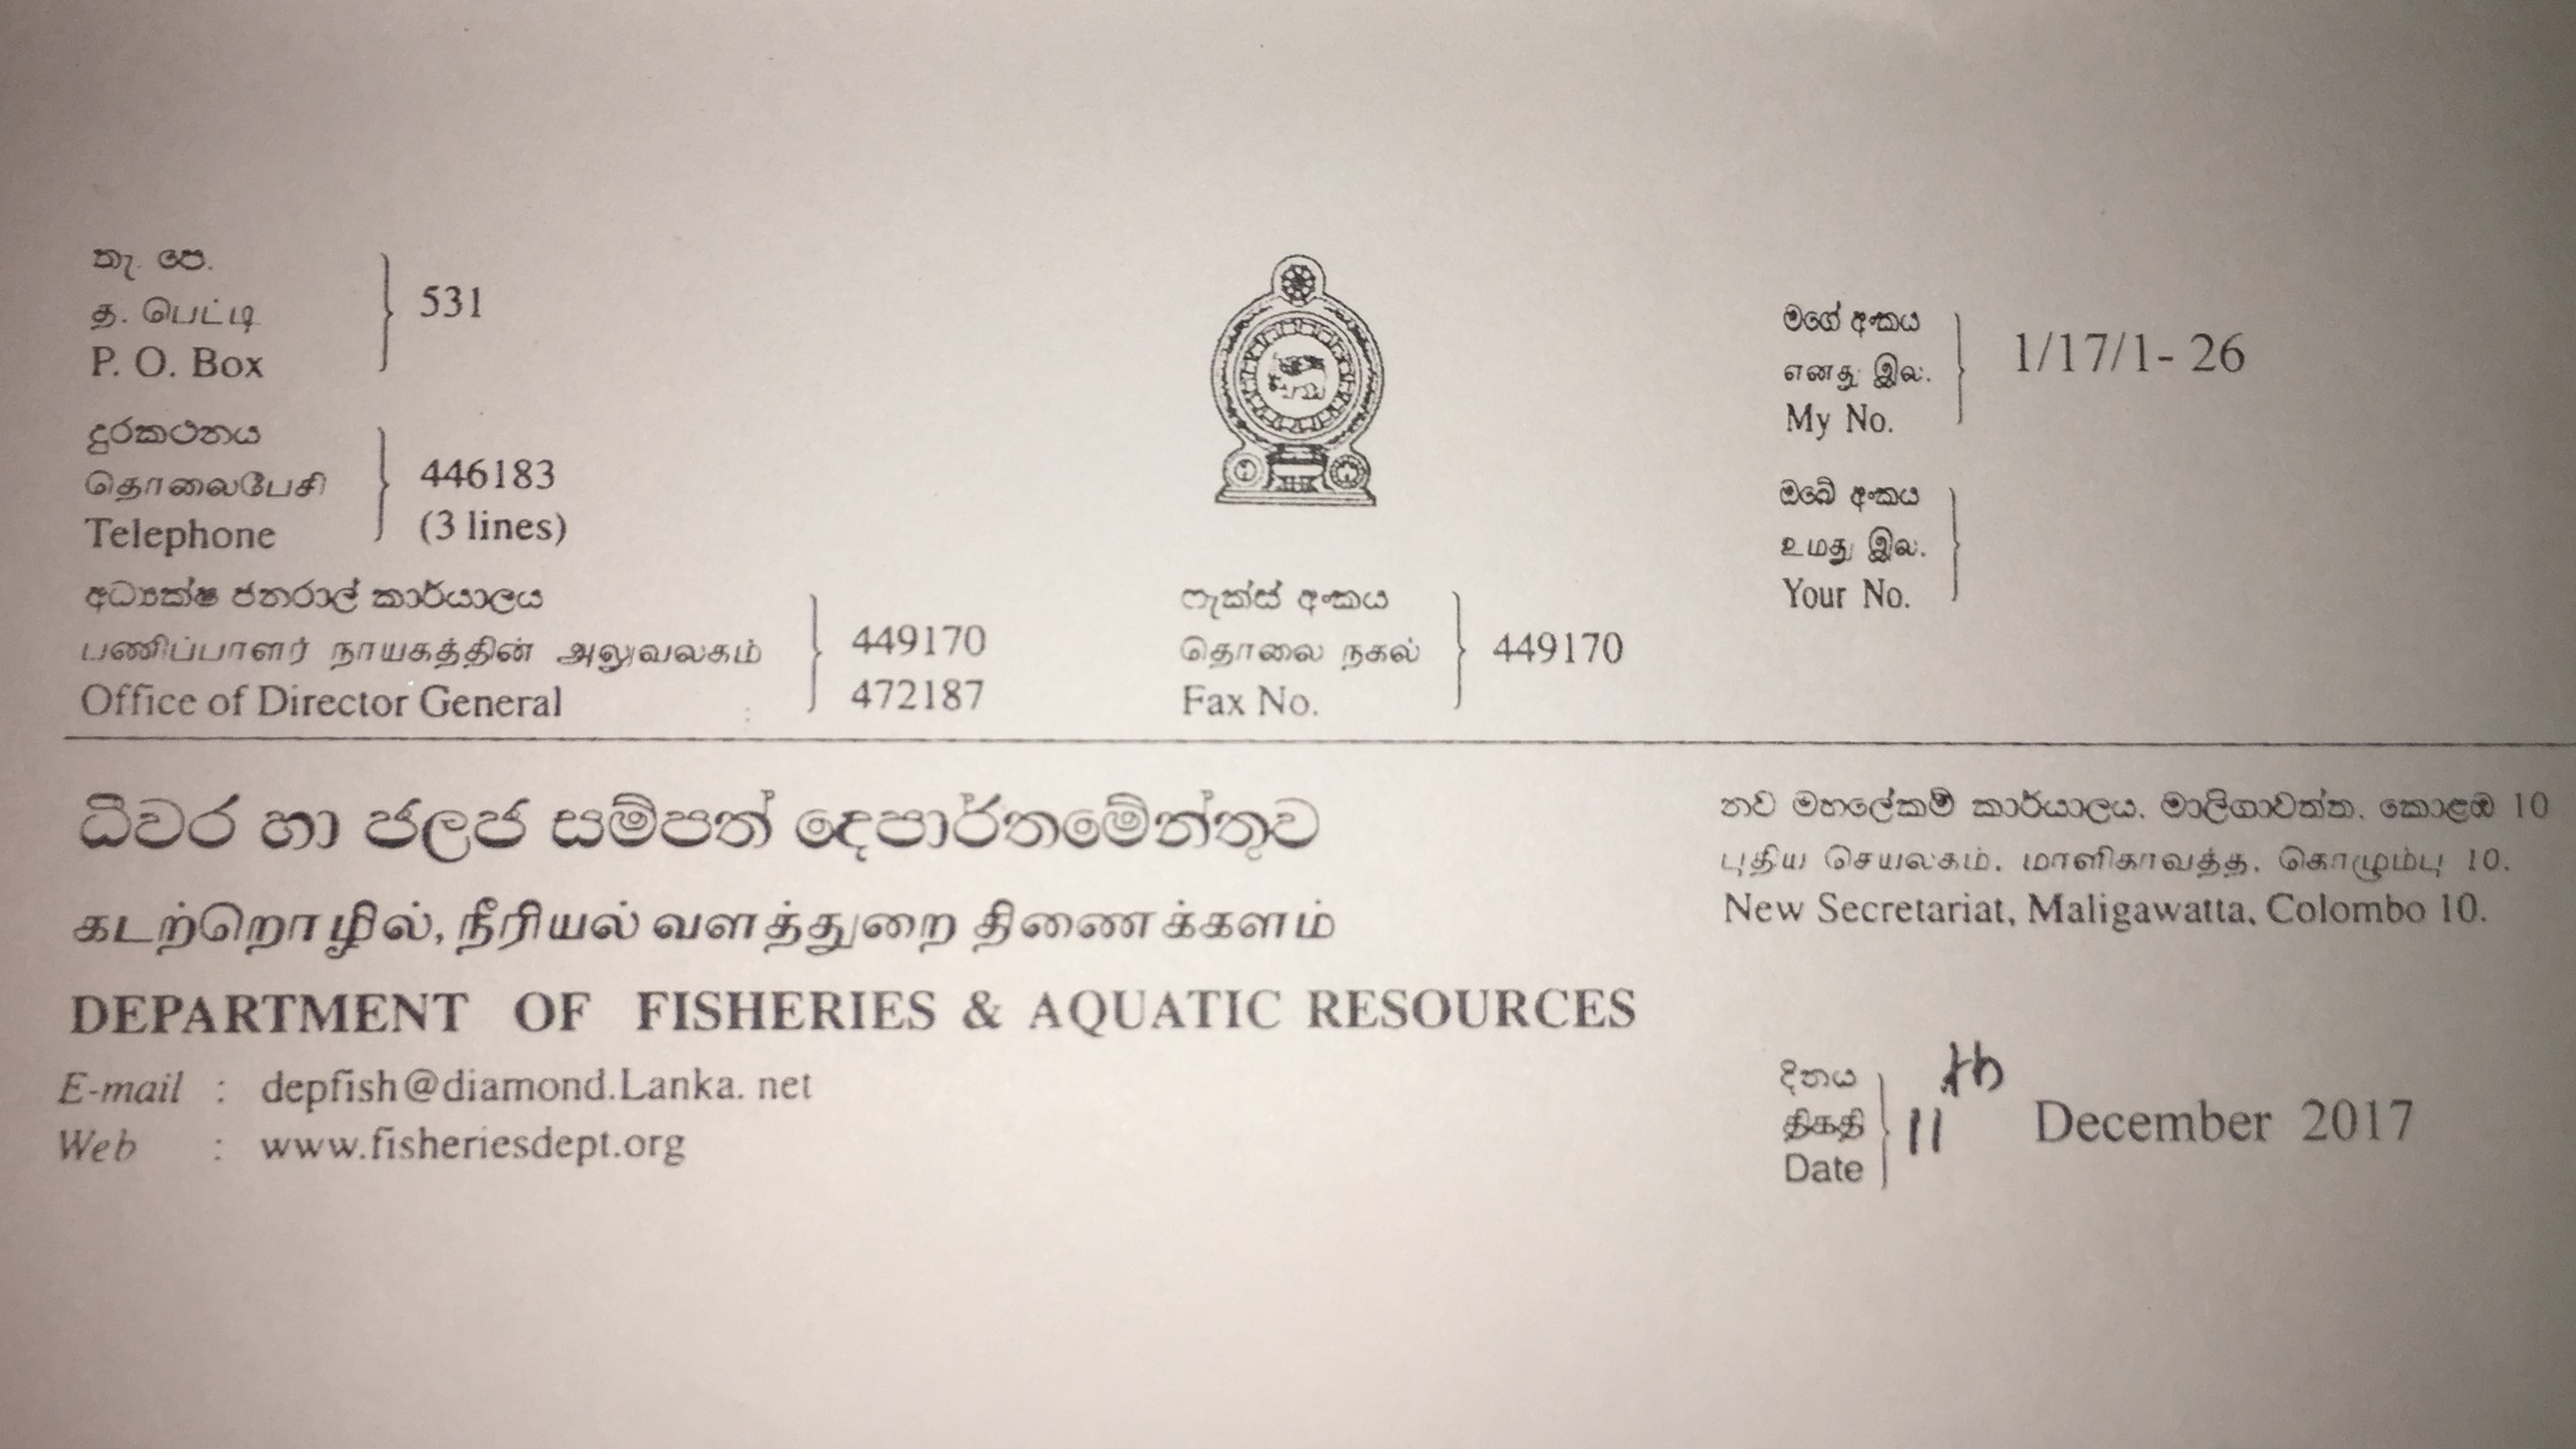 තැ. පෙ.
த. பெட்டி
P. O. Box
531
දුරකථනය
தொலைபேசி
Telephone
446183
(3 lines)
අධ්‍යක්ෂ ජනරාල් කාර්යාලය
பணிப்பாளர் நாயகத்தின் அலுவலகம்
Office of Director General
449170
472187
ෆැක්ස් අංකය
தொலை நகல்
Fax No.
449170
මගේ අංකය
எனது இல.
My No.
1/17/1- 26
ඔබේ අංකය
உமது இல.
Your No.
ධීවර හා ජලජ සම්පත් දෙපාර්තමේන්තුව
கடற்றொழில், நீரியல் வளத்துறை திணைக்களம்
DEPARTMENT OF FISHERIES & AQUATIC RESOURCES
E-mail : depfish@diamond.Lanka. net
Web : www.fisheriesdept.org
නව මහලේකම් කාර්යාලය, මාලිගාවත්ත, කොළඹ 10
புதிய செயலகம், மாளிகாவத்த, கொழும்பு 10.
New Secretariat, Maligawatta, Colombo 10.
දිනය
திகதி
Date
11th December 2017